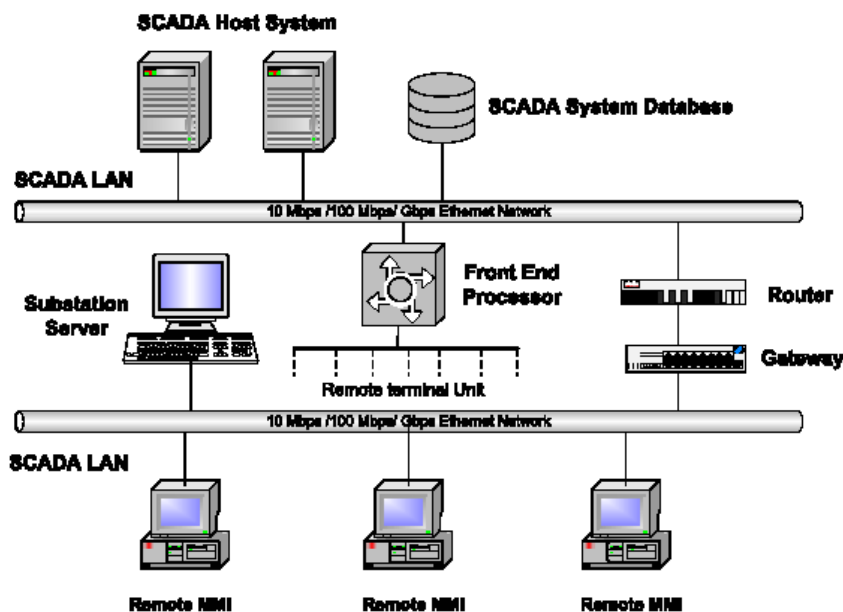 SCADA Host System
SCADA System Database
SCADA LAN
10 Mbps /100 Mbps/ Gbps Ethernet Network
Substation
Server
Front End
Processor
Router
Gateway
Remote terminal Unit
10 Mbps /100 Mbps/ Gbps Ethernet Network
SCADA LAN
Remote MMI
Remote MMI
Remote MMI